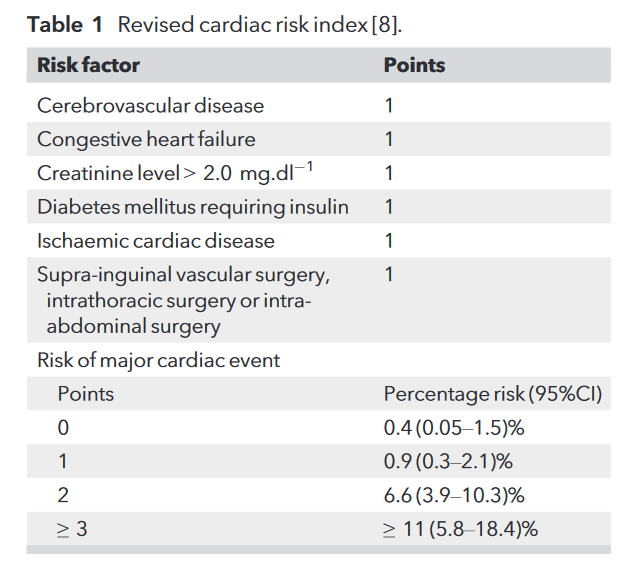 Table 1 Revised cardiac risk index [8].
Risk factor Points
Cerebrovascular disease 1
Congestive heart failure 1
Creatinine level > 2.0 mg.dl⁻¹ 1
Diabetes mellitus requiring insulin 1
Ischaemic cardiac disease 1
Supra-inguinal vascular surgery, 1
intrathoracic surgery or intra-
abdominal surgery
Risk of major cardiac event
Points Percentage risk (95%CI)
0 0.4 (0.05–1.5)%
1 0.9 (0.3–2.1)%
2 6.6 (3.9–10.3)%
≥ 3 ≥ 11 (5.8–18.4)%